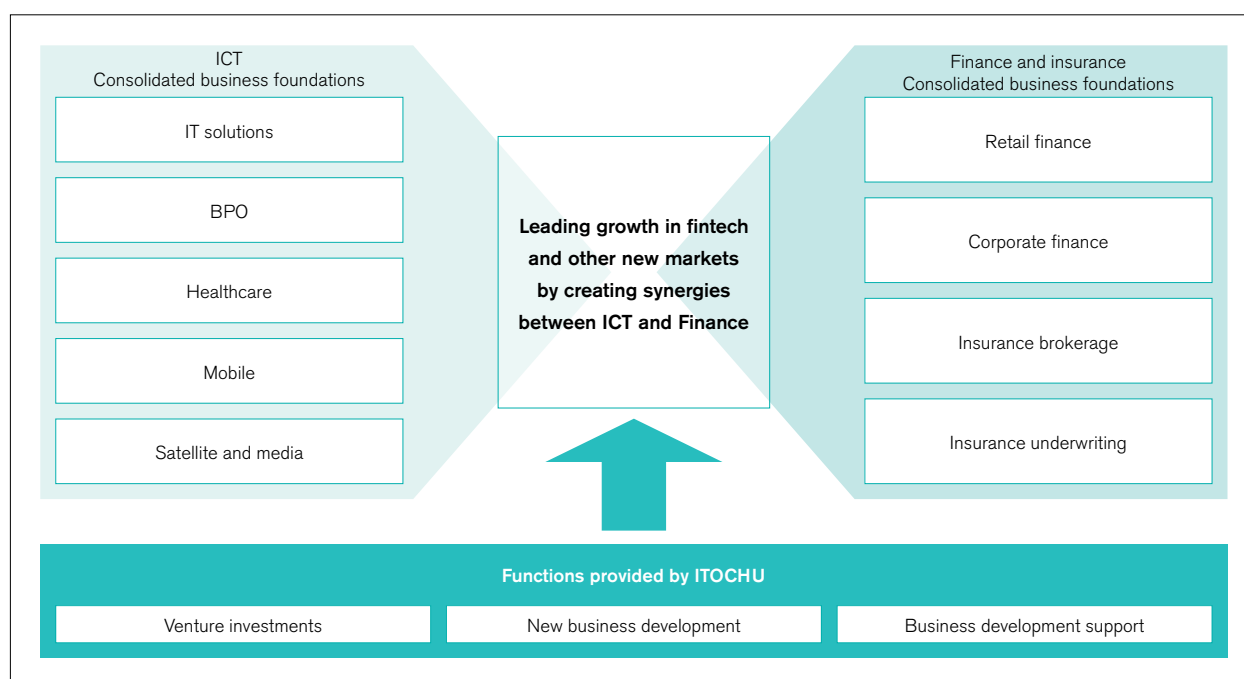 ICT
Consolidated business foundations
IT solutions
BPO
Healthcare
Mobile
Satellite and media
Leading growth in fintech
and other new markets
by creating synergies
between ICT and Finance
Finance and insurance
Consolidated business foundations
Retail finance
Corporate finance
Insurance brokerage
Insurance underwriting
Functions provided by ITOCHU
Venture investments
New business development
Business development support